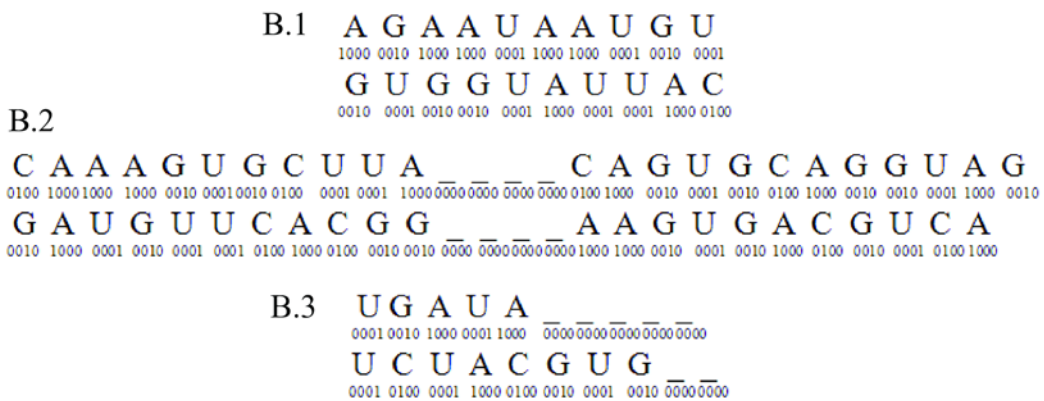 B.1 A G A A U A A U G U
1000 0010 1000 1000 0001 1000 1000 0001 0010 0001
G U G G U A U U A C
0010 0001 0010 0010 0001 1000 0001 0001 1000 0100
B.2
C A A A G U G C U U A _ _ _ _ C A G U G C A G G U A G
0100 1000 1000 1000 0010 0001 0010 0100 0001 0001 1000 0000 0000 0000 0000 0100 1000 0010 0001 0010 0100 1000 0010 0010 0001 1000 0010
G A U G U U C A C G G _ _ _ _ A A G U G A C G U C A
0010 1000 0001 0010 0001 0001 0100 1000 0100 0010 0010 0000 0000 0000 0000 1000 1000 0010 0001 0010 1000 0100 0010 0001 0100 1000
B.3 U G A U A _ _ _ _ _
0001 0010 1000 0001 1000 0000 0000 0000 0000 0000
U C U A C G U G _ _
0001 0100 0001 1000 0100 0010 0001 0010 0000 0000